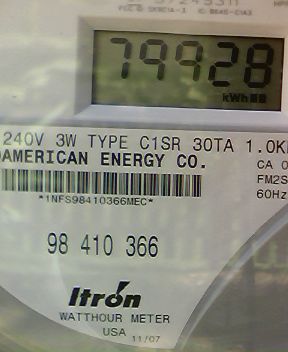 79928
kWh
240V 3W TYPE C1SR 30TA 1.0K
AMERICAN ENERGY CO.
CA 0
*1NFS98410366MEC*
FM2S
60Hz
98 410 366
Itron
WATTHOUR METER
USA 11/07